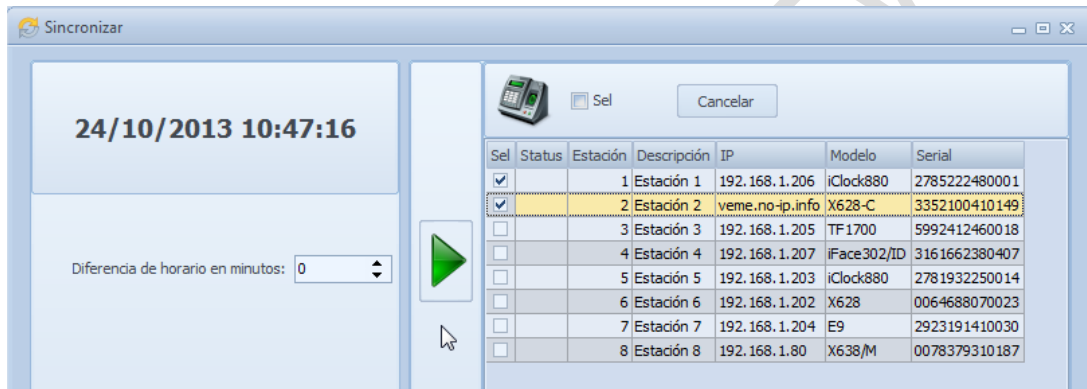 Sincronizar
24/10/2013 10:47:16
Diferencia de horario en minutos: 0
Sel Cancelar
Sel Status Estación Descripción IP Modelo Serial
1 Estación 1 192.168.1.206 iClock880 2785222480001
2 Estación 2 veme.no-ip.info X628-C 3352100410149
3 Estación 3 192.168.1.205 TF1700 5992412460018
4 Estación 4 192.168.1.207 iFace302/ID 3161662380407
5 Estación 5 192.168.1.203 iClock880 2781932250014
6 Estación 6 192.168.1.202 X628 0064688070023
7 Estación 7 192.168.1.204 E9 2923191410030
8 Estación 8 192.168.1.80 X638/M 0078379310187